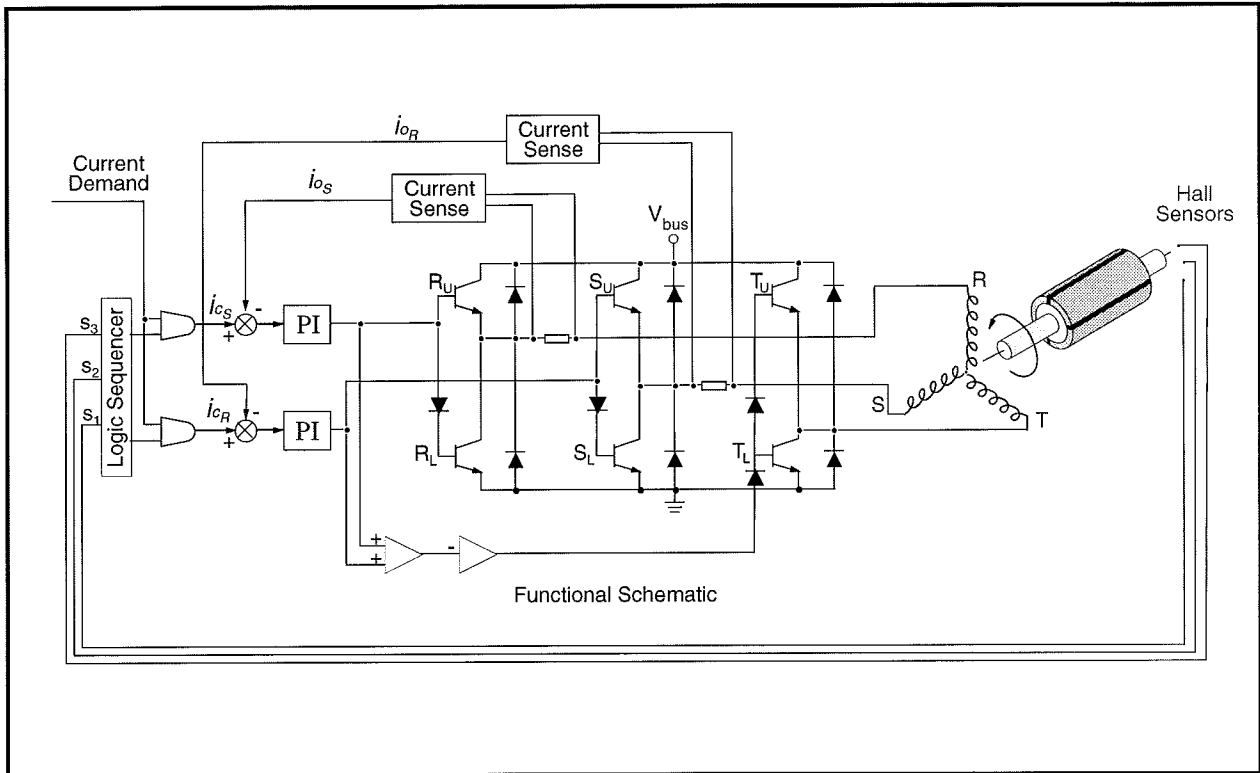 Current
Sense
i_oR
Current
Demand
i_oS
Current
Sense
Hall
Sensors
V_bus
R_U
S_U
T_U
R
i_cS
-
+
PI
s_3
s_2
s_1
Logic Sequencer
i_cR
-
+
PI
S
T
R_L
S_L
T_L
+
+
-
Functional Schematic